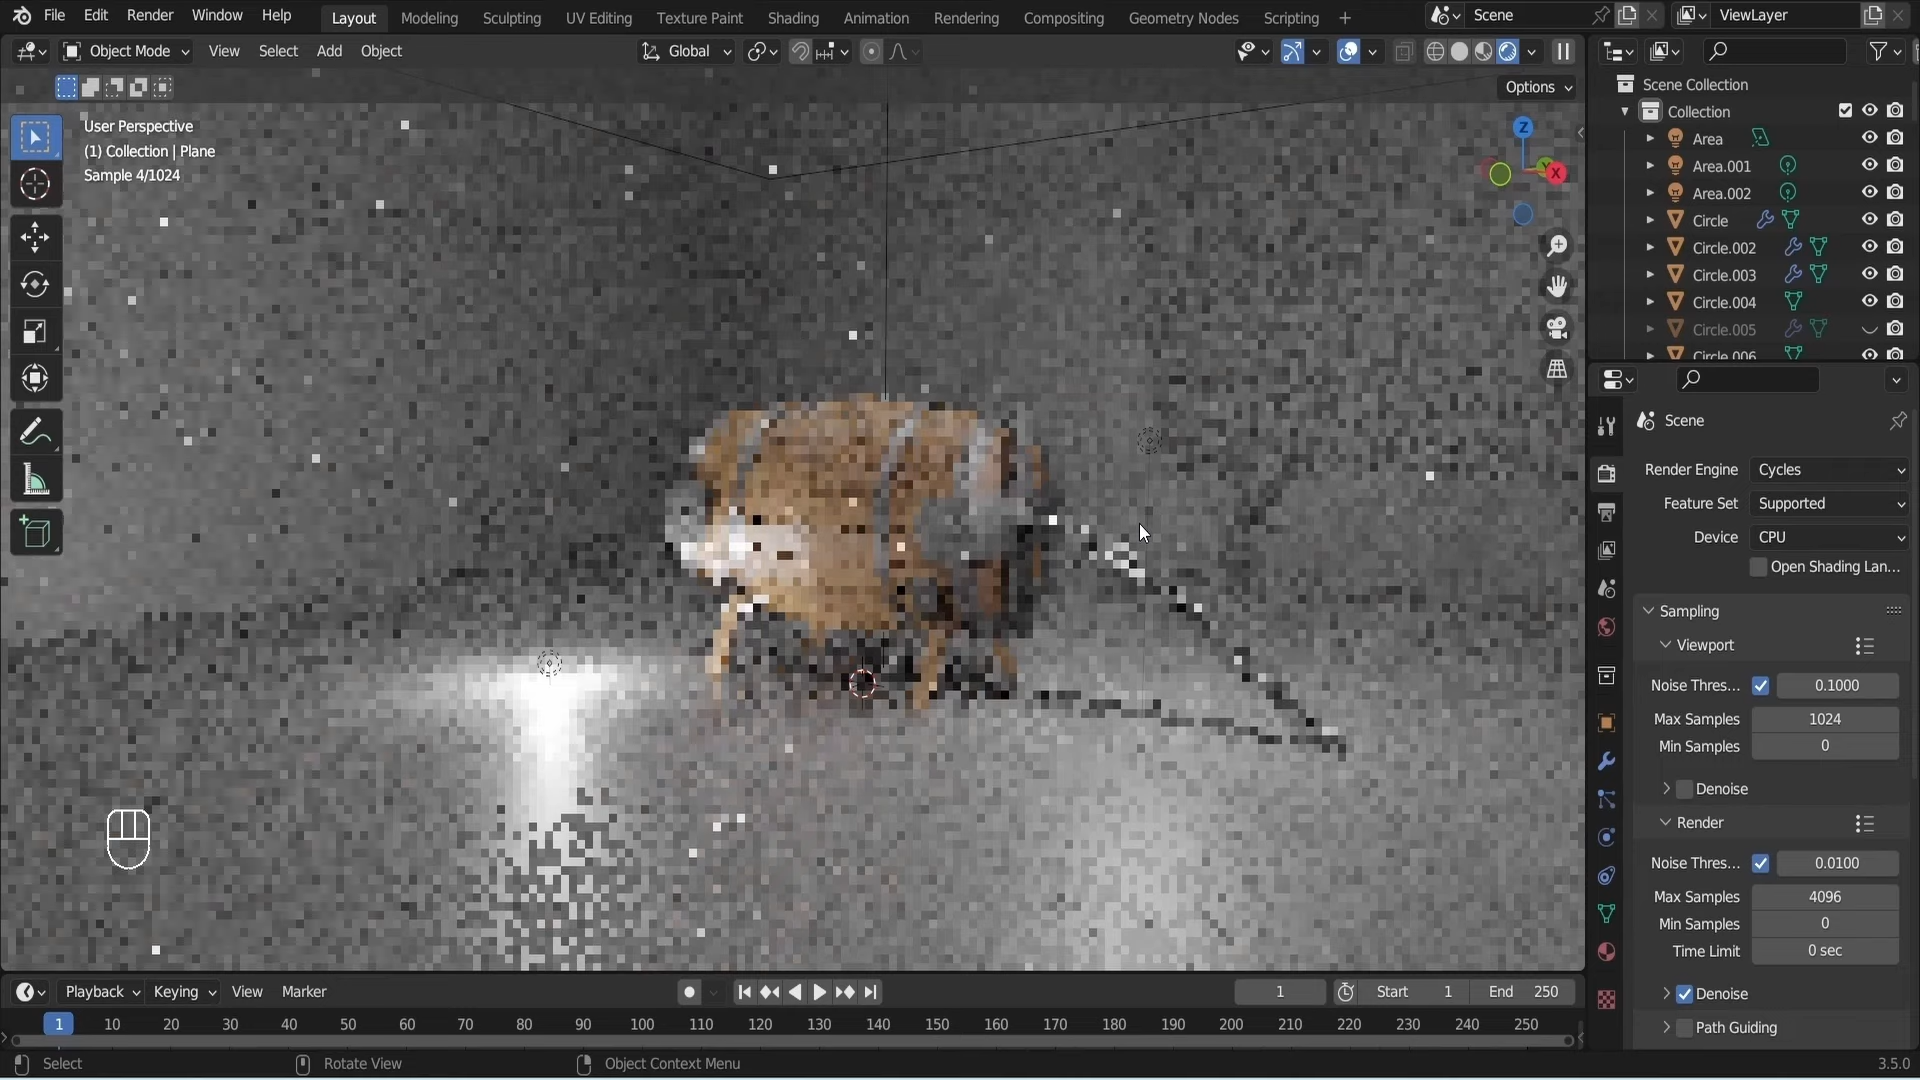 File Edit Render Window Help Layout Modeling Sculpting UV Editing Texture Paint Shading Animation Rendering Compositing Geometry Nodes Scripting + Scene ViewLayer
Object Mode View Select Add Object Global
Options
User Perspective
(1) Collection | Plane
Sample 4/1024
Z
Y
X
Scene Collection
Collection
Area
Area.001
Area.002
Circle
Circle.002
Circle.003
Circle.004
Circle.005
Circle.006
Scene
Render Engine Cycles
Feature Set Supported
Device CPU
Open Shading Lan...
Sampling
Viewport
Noise Thres... 0.1000
Max Samples 1024
Min Samples 0
Denoise
Render
Noise Thres... 0.0100
Max Samples 4096
Min Samples 0
Time Limit 0 sec
Denoise
Path Guiding
Playback Keying View Marker 1 Start 1 End 250
1 10 20 30 40 50 60 70 80 90 100 110 120 130 140 150 160 170 180 190 200 210 220 230 240 250
Select Rotate View Object Context Menu 3.5.0